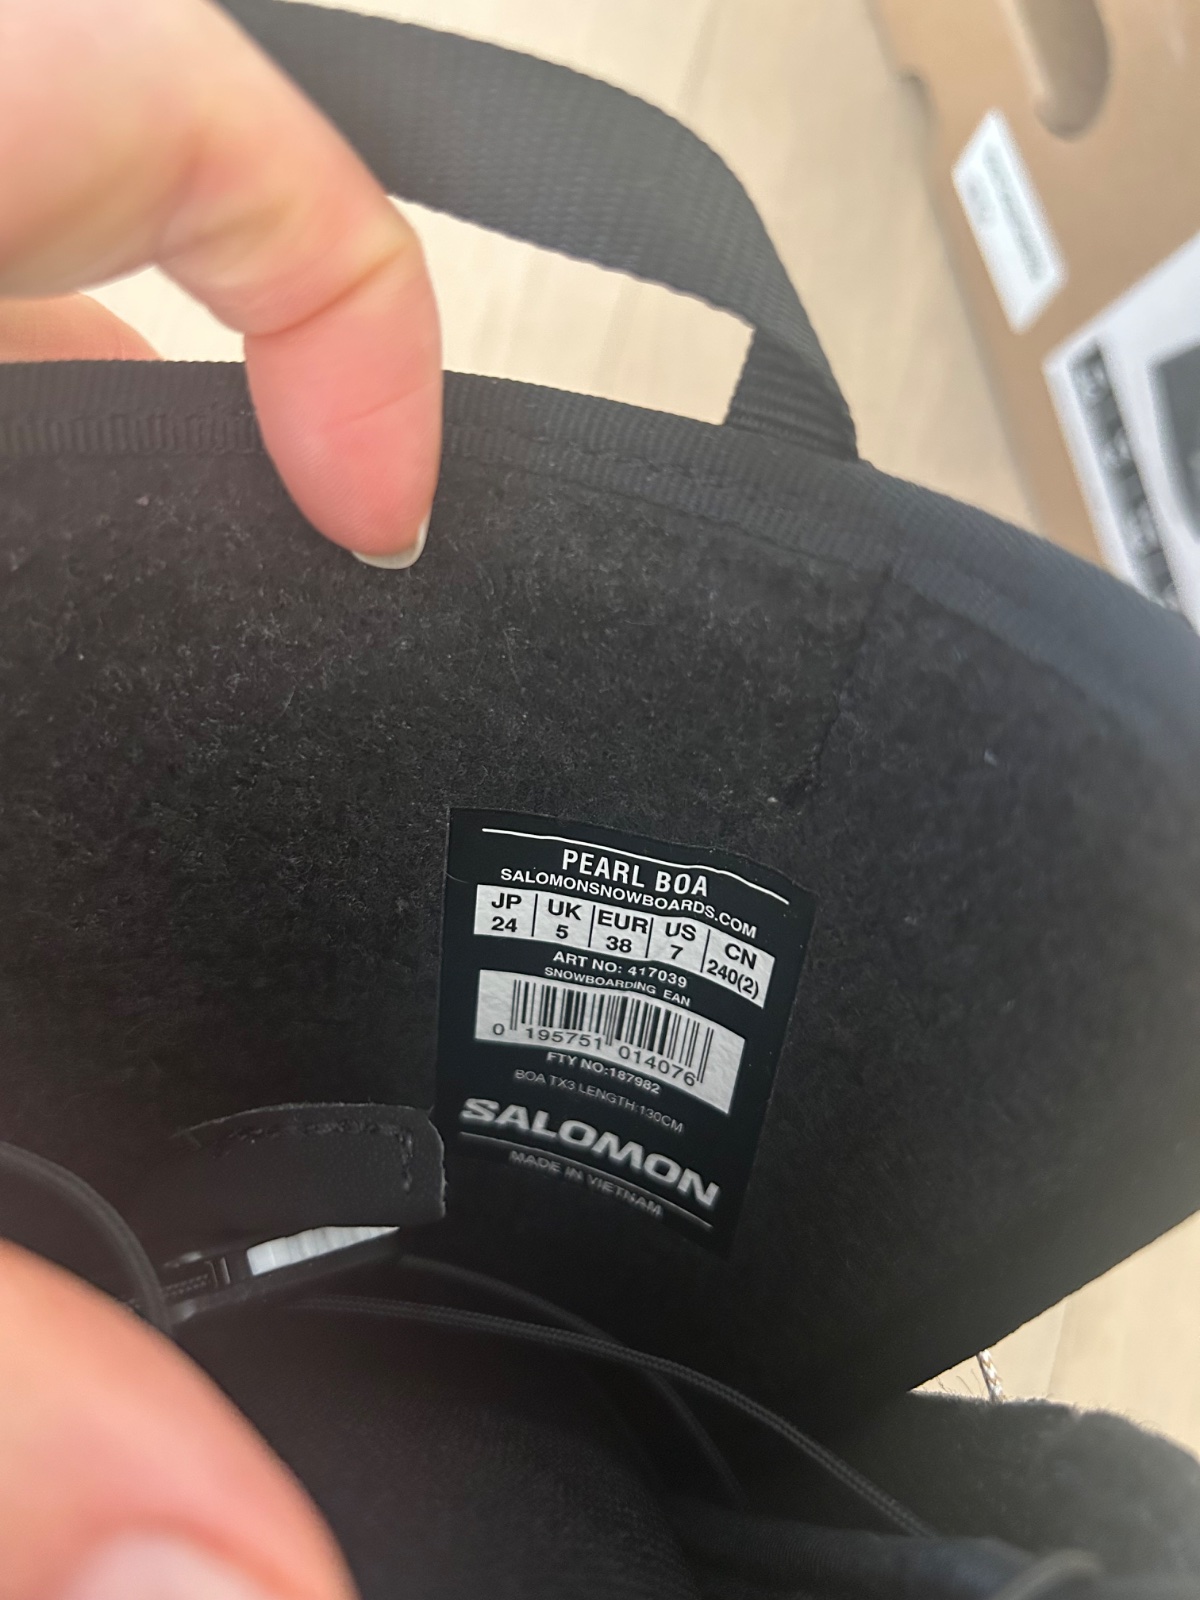 PEARL BOA
SALOMONSNOWBOARDS.COM
JP UK EUR US CN
24 5 38 7 240(2)
ART NO: 417039
SNOWBOARDING EAN
0 195751 014076
FTY NO:187982
BOA TX3 LENGTH:130CM
SALOMON
MADE IN VIETNAM